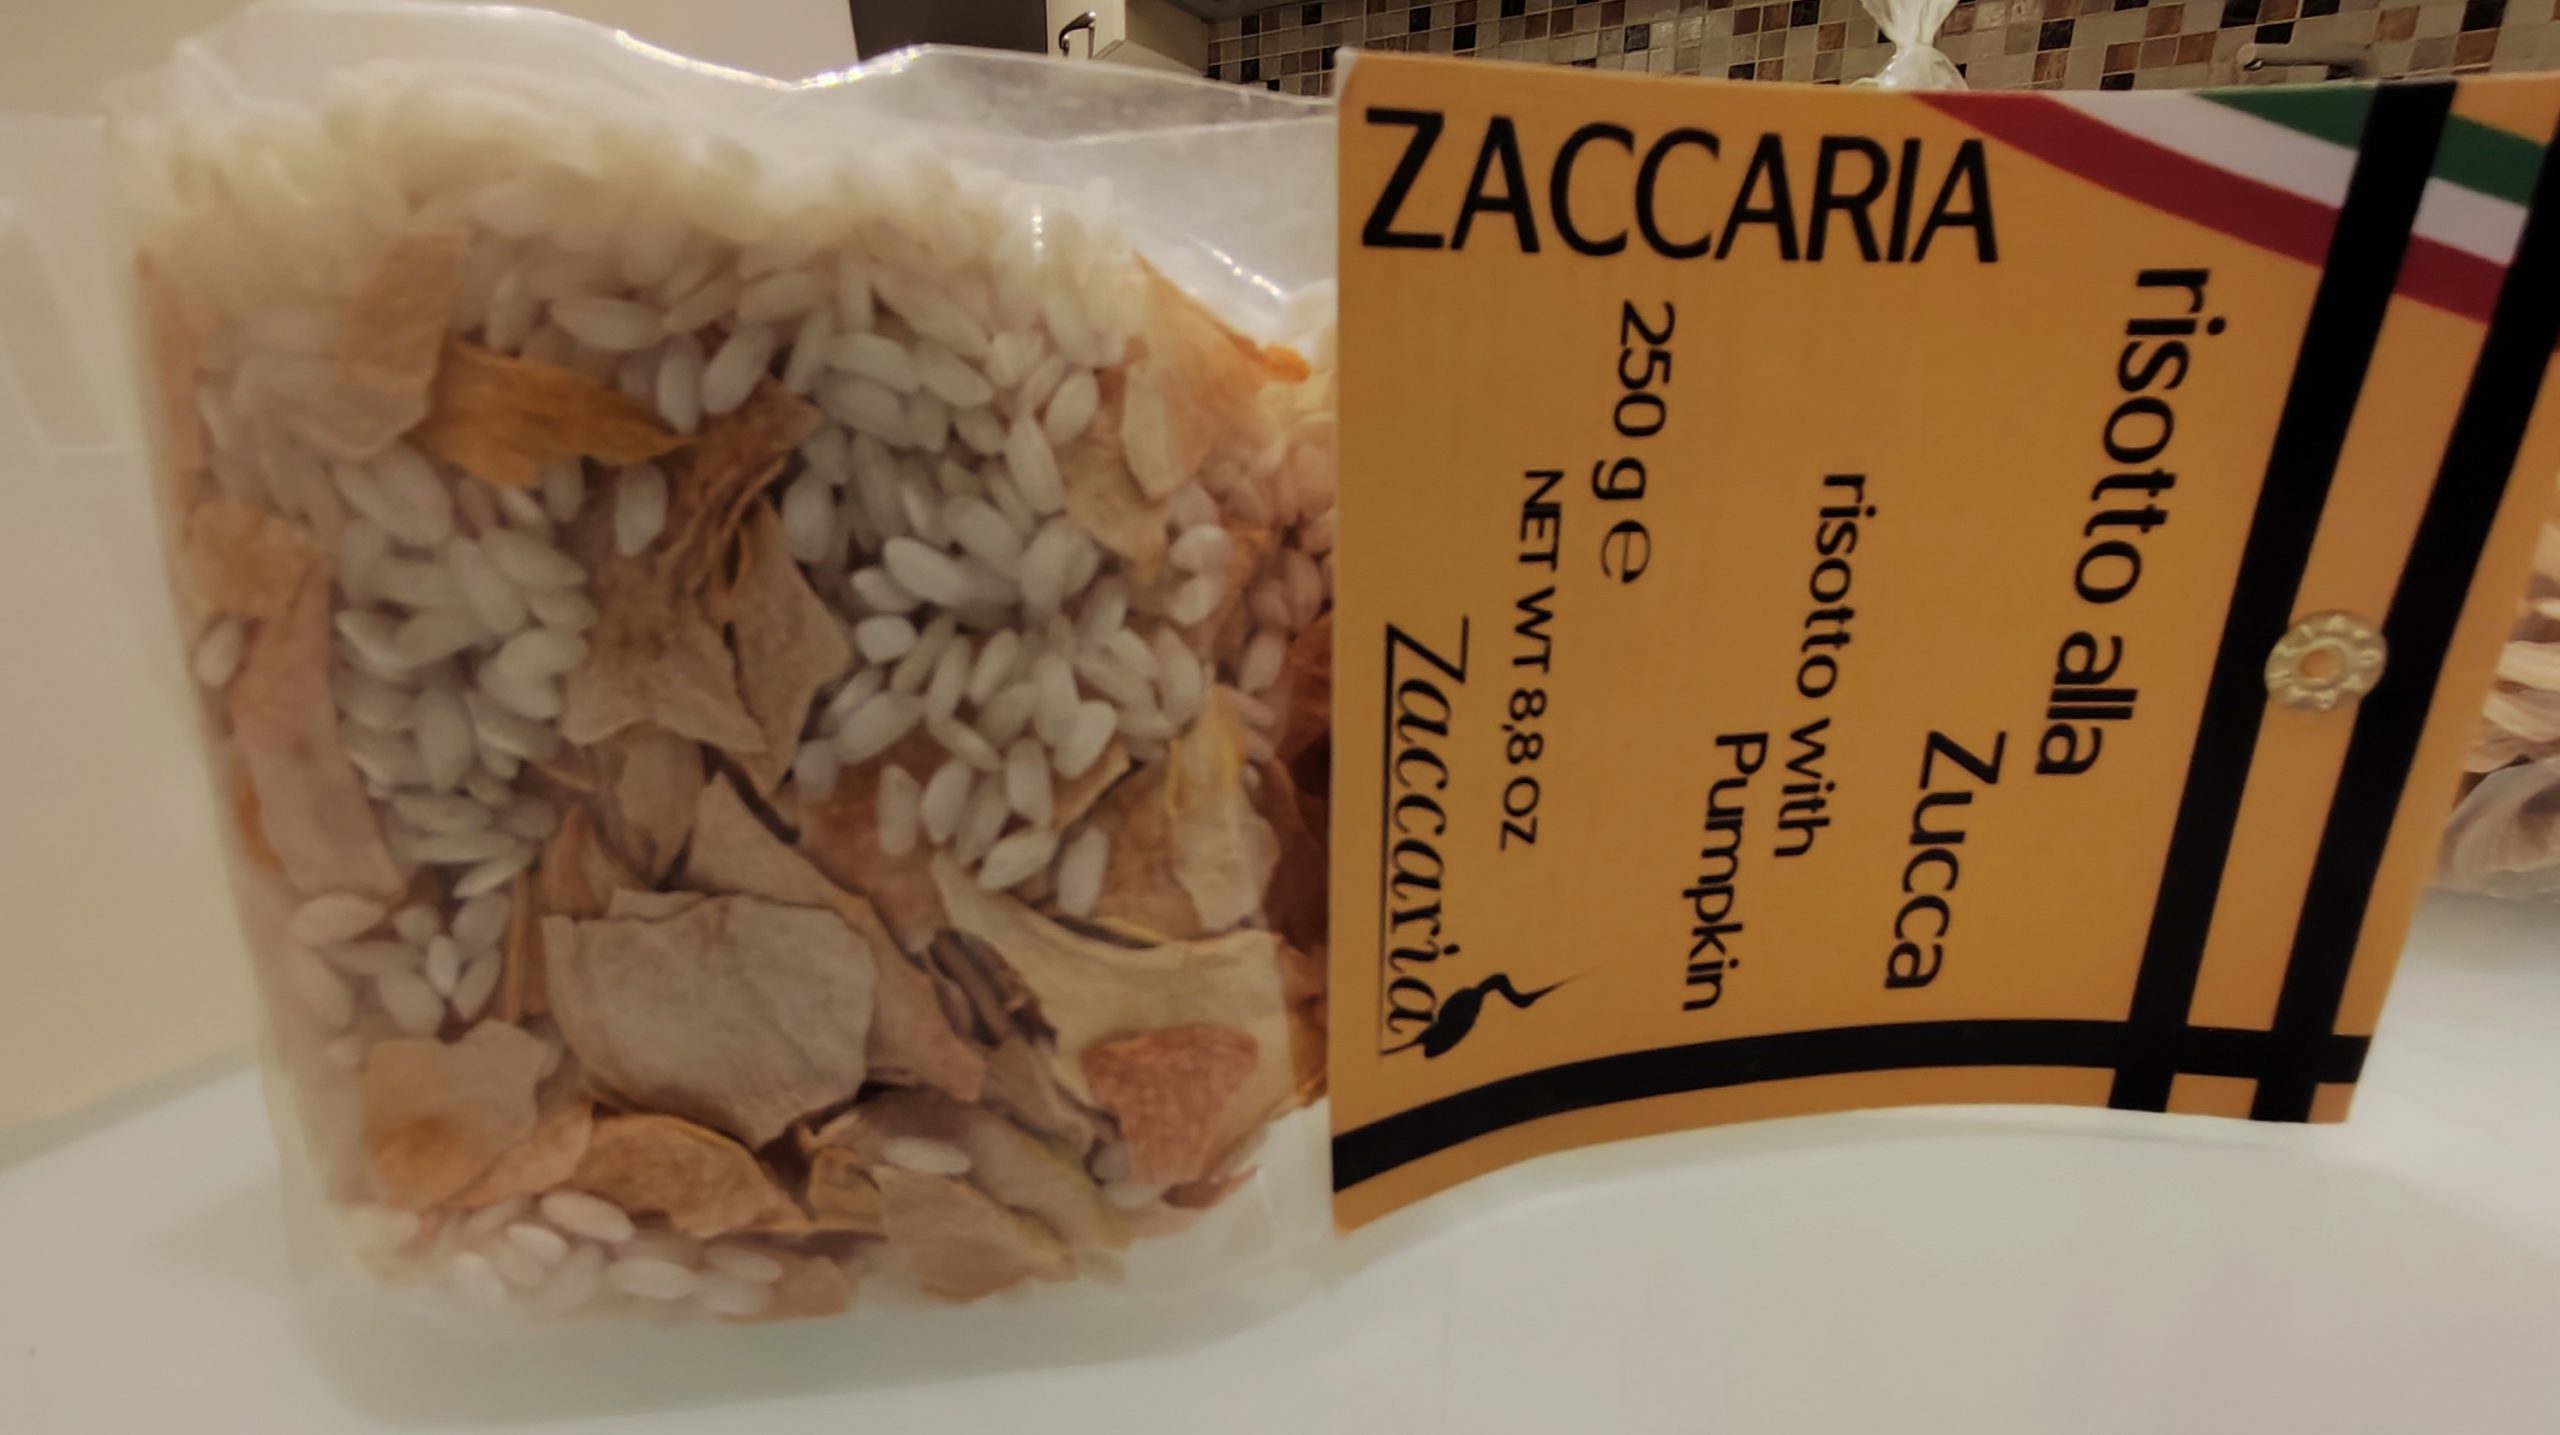 ZACCARIA
risotto alla
Zucca
risotto with
Pumpkin
250 g ℮
NET WT 8,8 OZ
Zaccaria